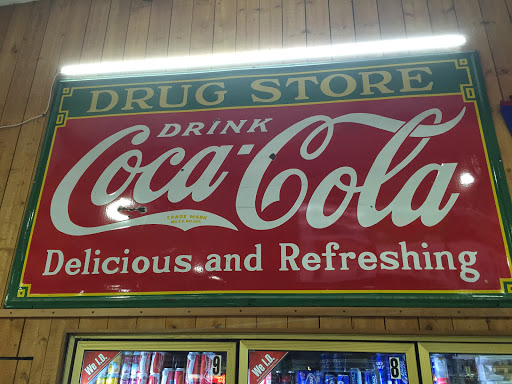 DRUG STORE
DRINK
Coca-Cola
TRADE MARK
Delicious and Refreshing
We I.D. 9 We I.D. 8